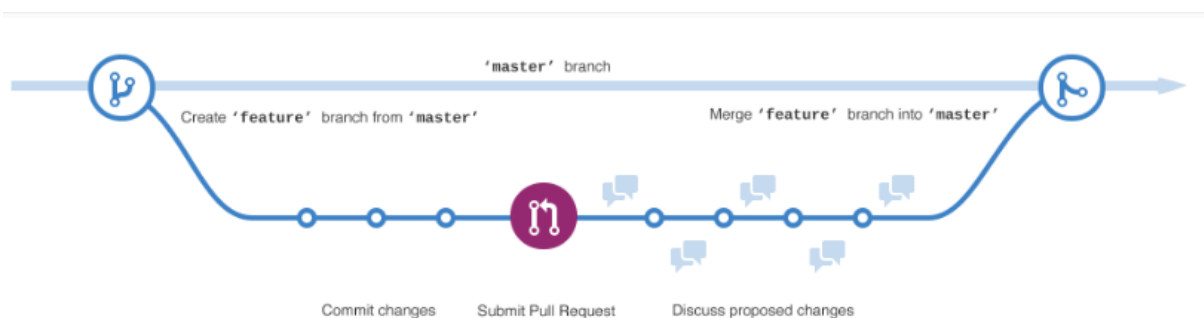 ‘master’ branch
Create ‘feature’ branch from ‘master’
Merge ‘feature’ branch into ‘master’
Commit changes
Submit Pull Request
Discuss proposed changes